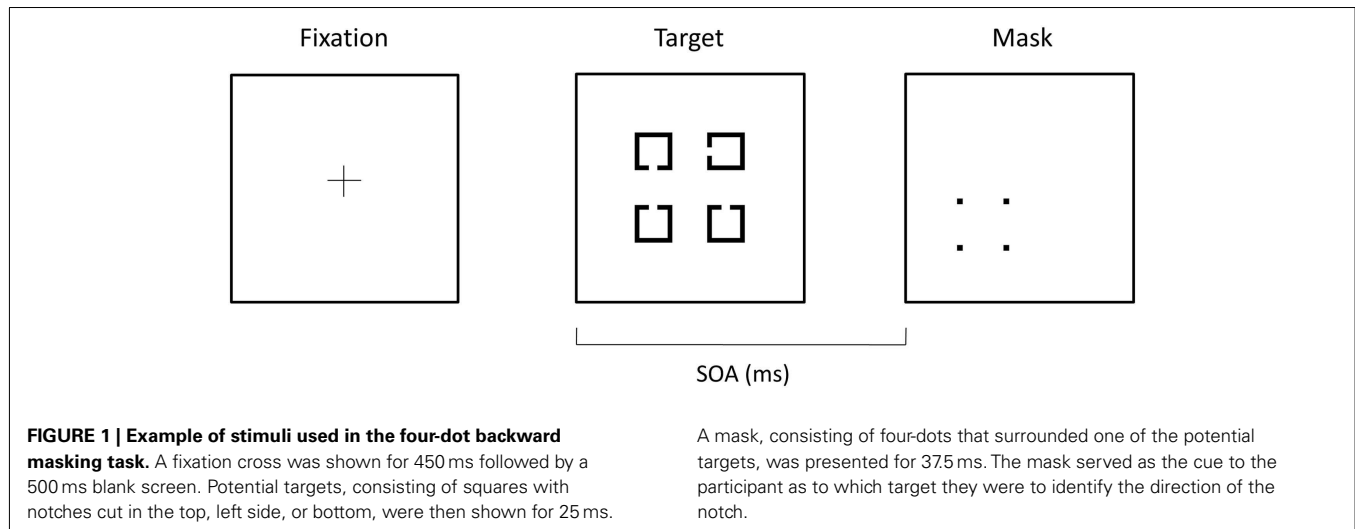 Fixation
Target
Mask
SOA (ms)
FIGURE 1 | Example of stimuli used in the four-dot backward
masking task. A fixation cross was shown for 450 ms followed by a
500 ms blank screen. Potential targets, consisting of squares with
notches cut in the top, left side, or bottom, were then shown for 25 ms.
A mask, consisting of four-dots that surrounded one of the potential
targets, was presented for 37.5 ms. The mask served as the cue to the
participant as to which target they were to identify the direction of the
notch.